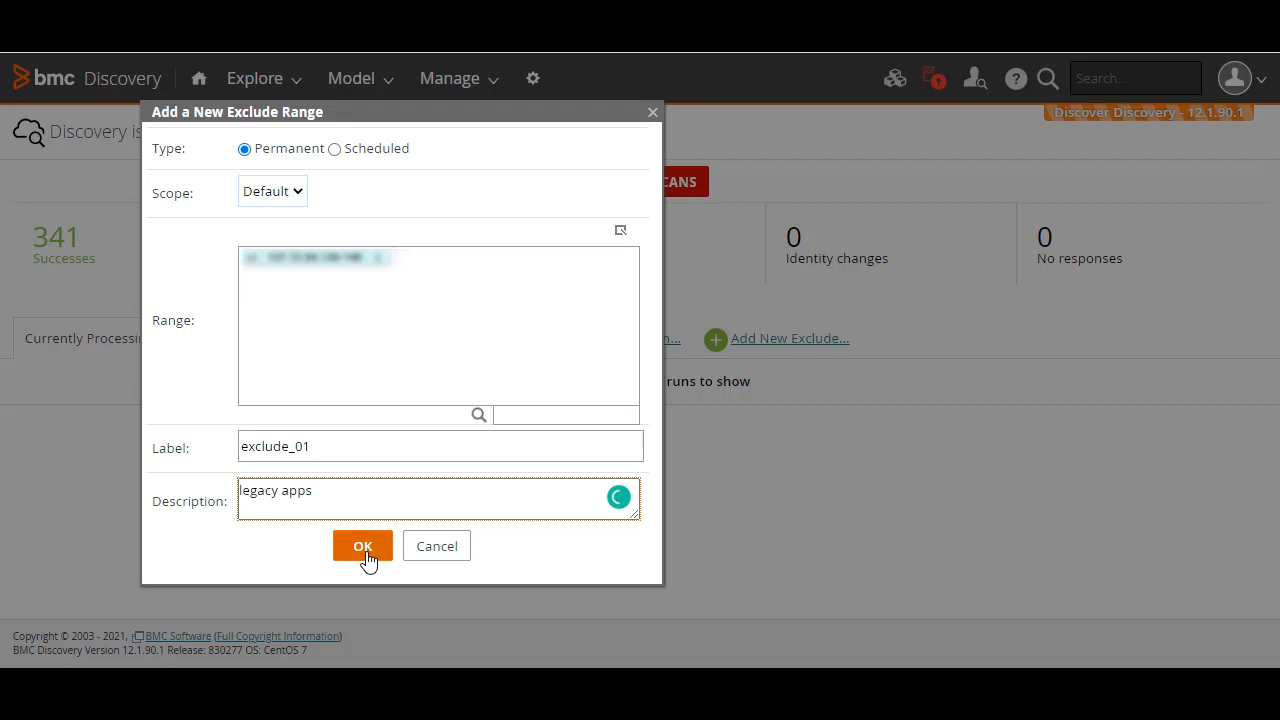 bmc Discovery
Explore
Model
Manage
Search...
Discovery is
Discover Discovery - 12.1.90.1
Add a New Exclude Range
Type:
Permanent
Scheduled
CANS
Scope:
Default
341
Successes
0
Identity changes
0
No responses
Range:
Currently Processi
n...
Add New Exclude...
runs to show
Label:
exclude_01
Description:
legacy apps
OK
Cancel
Copyright © 2003 - 2021, BMC Software (Full Copyright Information)
BMC Discovery Version 12.1.90.1 Release: 830277 OS: CentOS 7